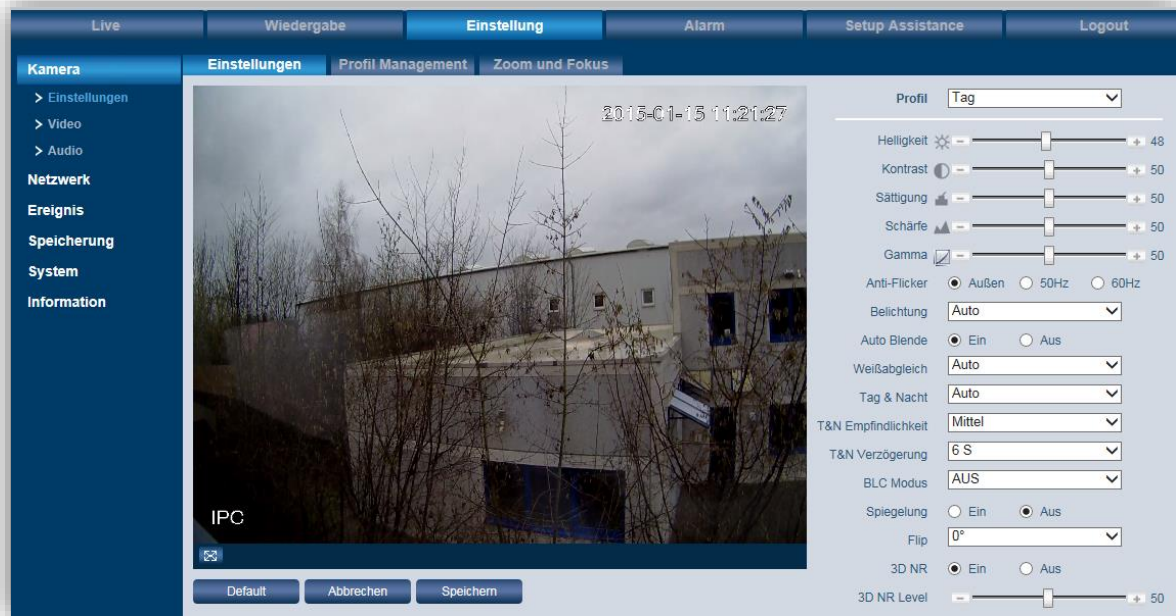 Live Wiedergabe Einstellung Alarm Setup Assistance Logout
Kamera
> Einstellungen
> Video
> Audio
Netzwerk
Ereignis
Speicherung
System
Information
Einstellungen Profil Management Zoom und Fokus
2015-01-15 11:21:27
IPC
Default Abbrechen Speichern
Profil Tag
Helligkeit - + 48
Kontrast - + 50
Sättigung - + 50
Schärfe - + 50
Gamma - + 50
Anti-Flicker Außen 50Hz 60Hz
Belichtung Auto
Auto Blende Ein Aus
Weißabgleich Auto
Tag & Nacht Auto
T&N Empfindlichkeit Mittel
T&N Verzögerung 6 S
BLC Modus AUS
Spiegelung Ein Aus
Flip 0°
3D NR Ein Aus
3D NR Level - + 50